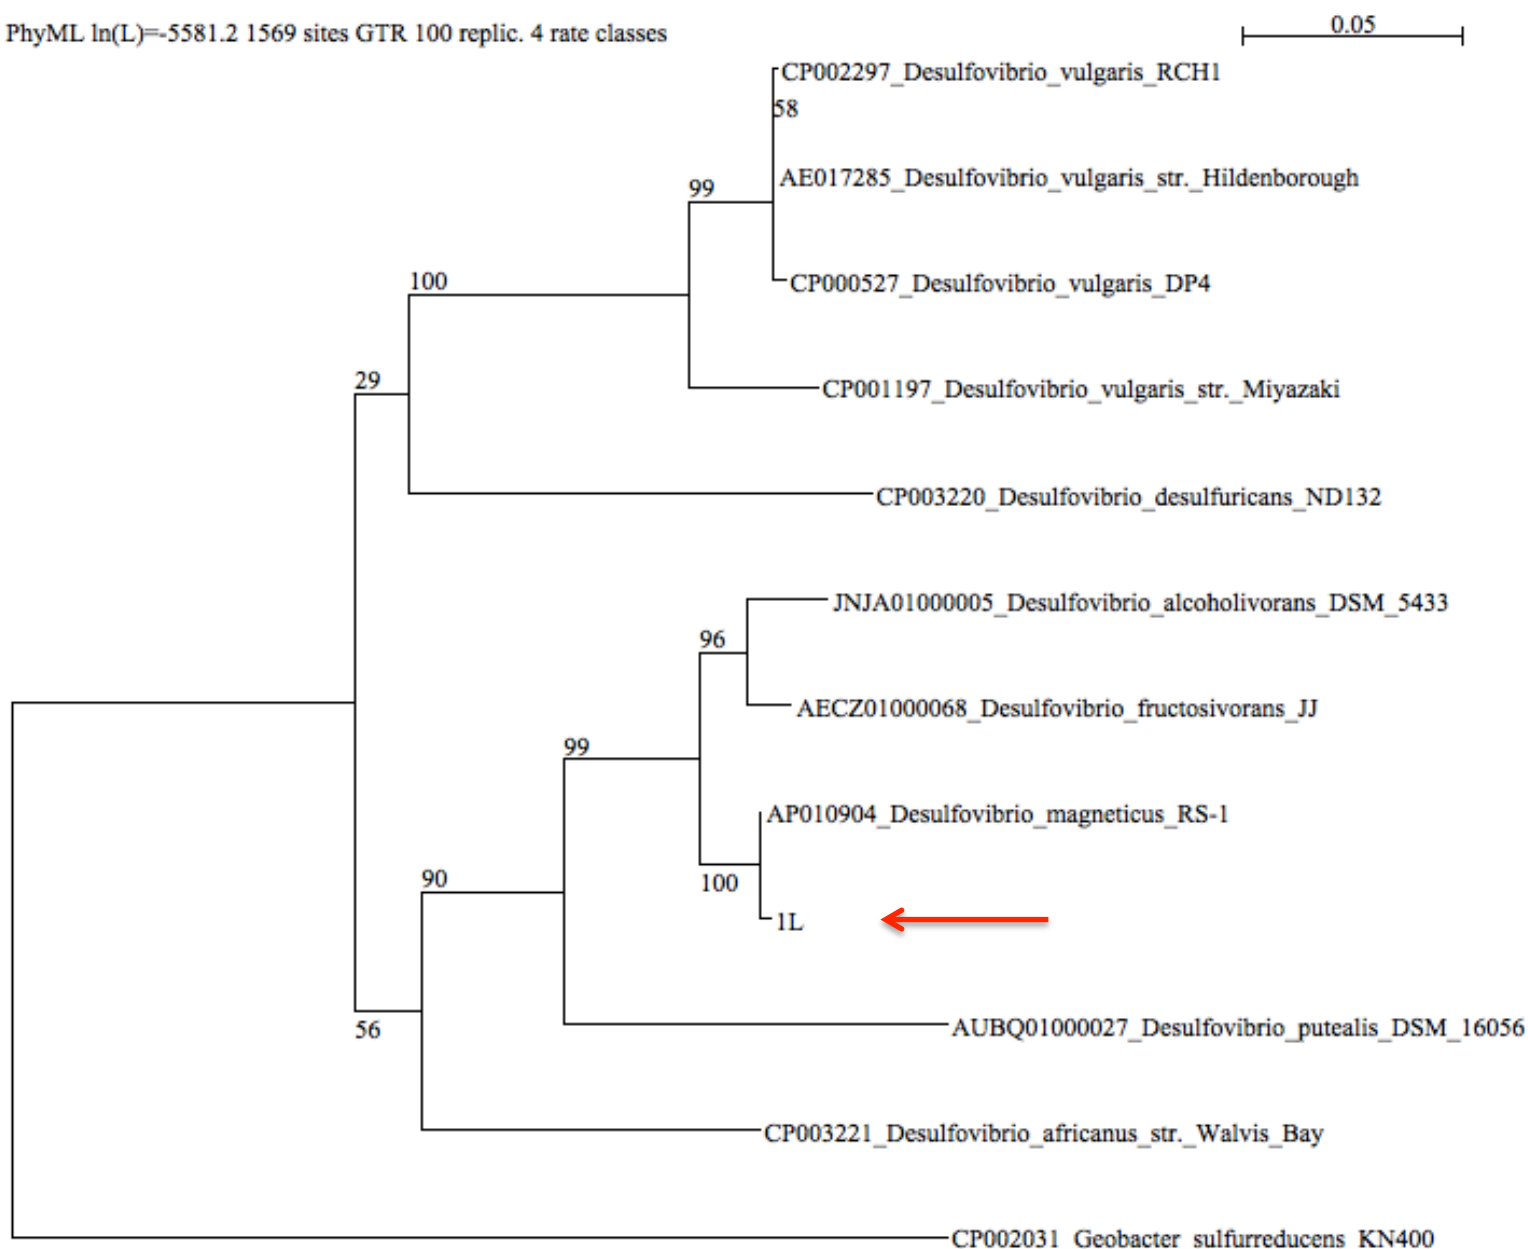 PhyML ln(L)=-5581.2 1569 sites GTR 100 replic. 4 rate classes
0.05
CP002297_Desulfovibrio_vulgaris_RCH1
58
AE017285_Desulfovibrio_vulgaris_str._Hildenborough
99
CP000527_Desulfovibrio_vulgaris_DP4
100
29
CP001197_Desulfovibrio_vulgaris_str._Miyazaki
CP003220_Desulfovibrio_desulfuricans_ND132
JNJA01000005_Desulfovibrio_alcoholivorans_DSM_5433
96
AECZ01000068_Desulfovibrio_fructosivorans_JJ
99
AP010904_Desulfovibrio_magneticus_RS-1
100
90
1L
AUBQ01000027_Desulfovibrio_putealis_DSM_16056
56
CP003221_Desulfovibrio_africanus_str._Walvis_Bay
CP002031_Geobacter_sulfurreducens_KN400